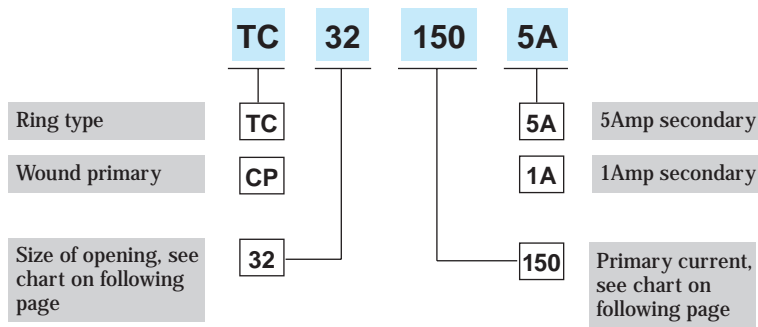 TC 32 150 5A
Ring type TC 5A 5Amp secondary
Wound primary CP 1A 1Amp secondary
Size of opening, see
chart on following
page
32
150
Primary current,
see chart on
following page